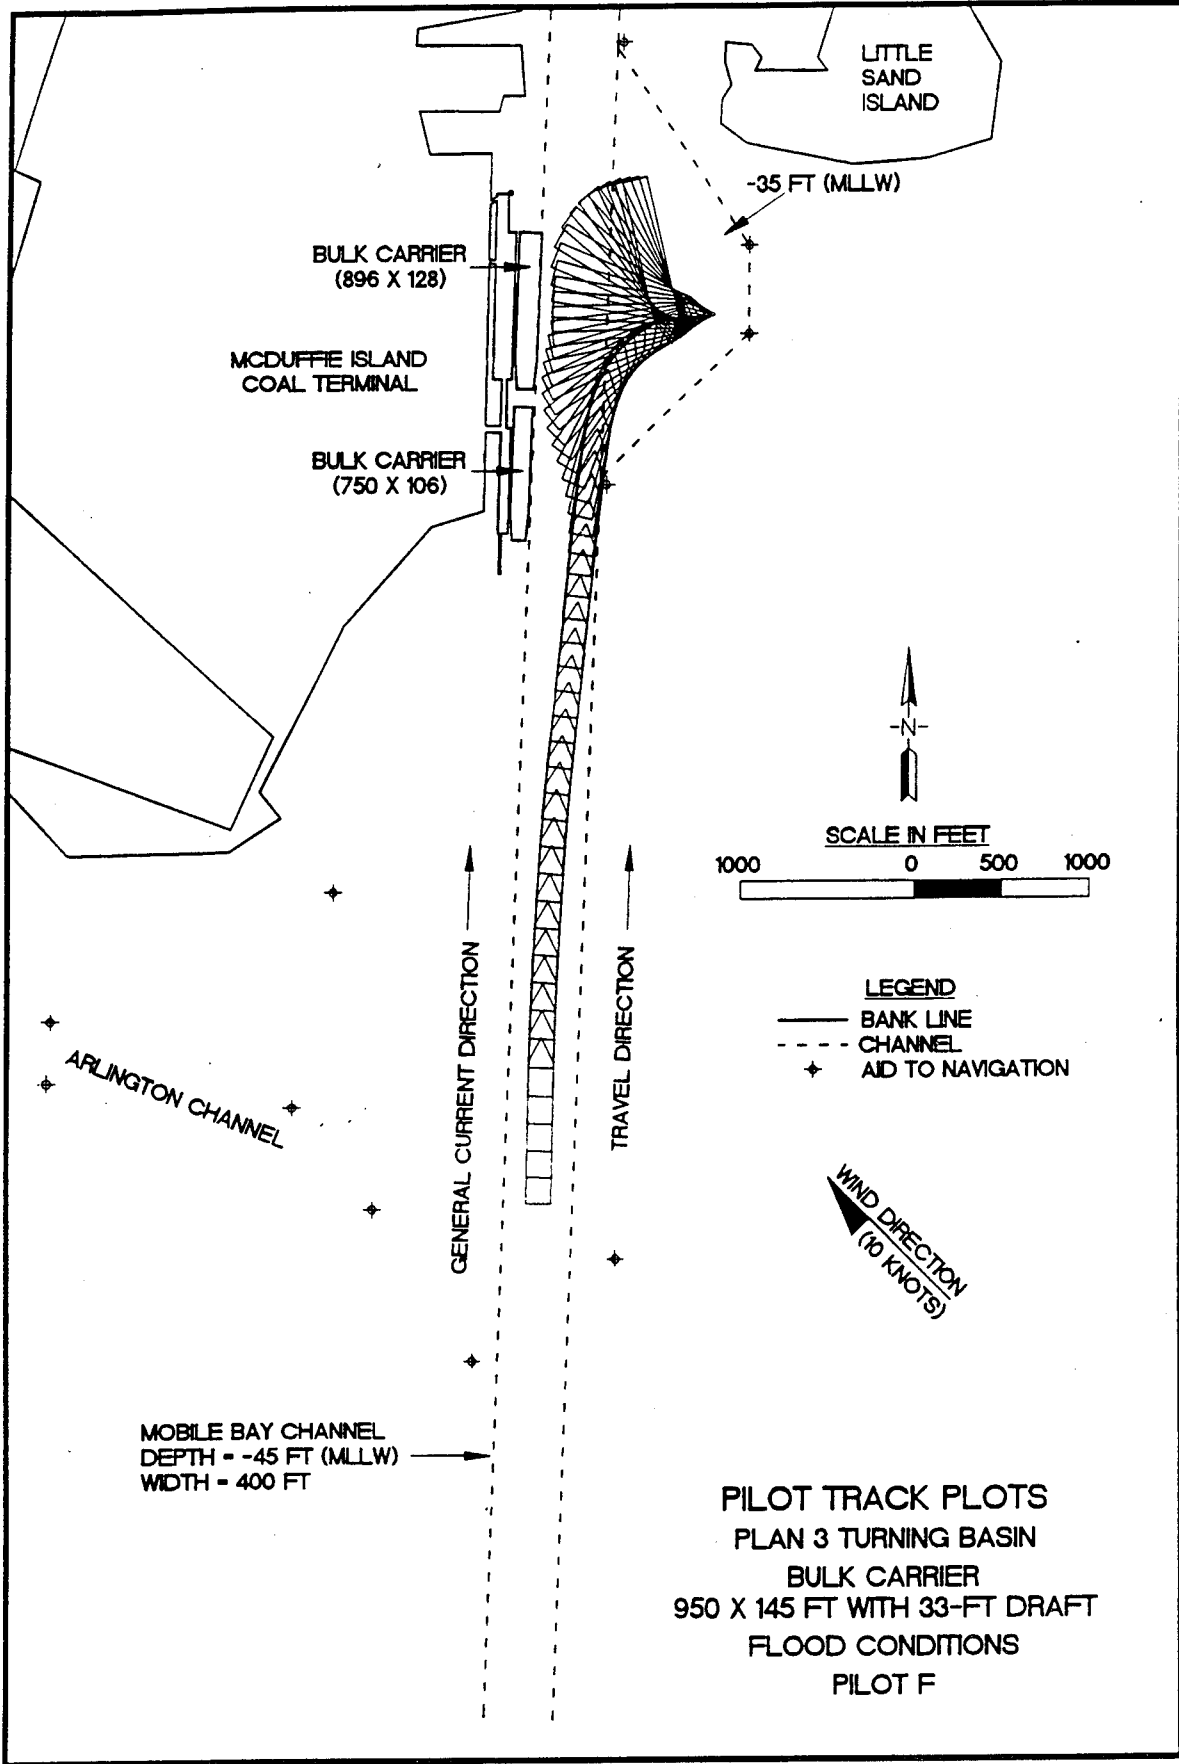 LITTLE
SAND
ISLAND
-35 FT (MLLW)
BULK CARRIER
(896 X 128)
MCDUFFIE ISLAND
COAL TERMINAL
BULK CARRIER
(750 X 106)
-N-
SCALE IN FEET
1000 0 500 1000
GENERAL CURRENT DIRECTION
TRAVEL DIRECTION
LEGEND
BANK LINE
CHANNEL
AID TO NAVIGATION
ARLINGTON CHANNEL
WIND DIRECTION
(10 KNOTS)
MOBILE BAY CHANNEL
DEPTH = -45 FT (MLLW)
WIDTH = 400 FT
PILOT TRACK PLOTS
PLAN 3 TURNING BASIN
BULK CARRIER
950 X 145 FT WITH 33-FT DRAFT
FLOOD CONDITIONS
PILOT F